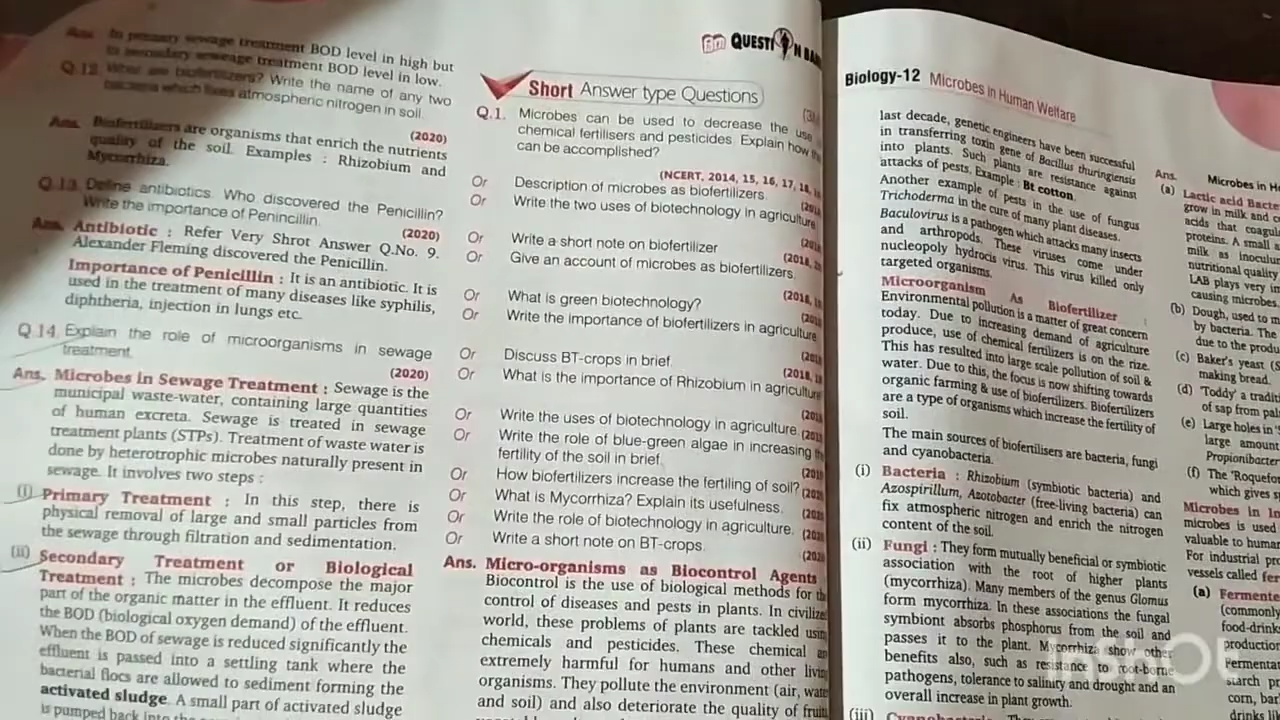 Ans. In primary sewage treatment BOD level in high but
in secondary seweage treatment BOD level in low.
Q.12. What are biofertilizers? Write the name of any two
bacteria which fixes atmospheric nitrogen in soil.
(2020)
Ans. Biofertilizers are organisms that enrich the nutrients
quality of the soil. Examples : Rhizobium and
Mycorrhiza.
Q.13. Define antibiotics. Who discovered the Penicillin?
Write the importance of Penincillin.
(2020)
Ans. Antibiotic : Refer Very Shrot Answer Q.No. 9.
Alexander Fleming discovered the Penicillin.
Importance of Penicillin : It is an antibiotic. It is
used in the treatment of many diseases like syphilis,
diphtheria, injection in lungs etc.
Q.14. Explain the role of microorganisms in sewage
treatment.
(2020)
Ans. Microbes in Sewage Treatment : Sewage is the
municipal waste-water, containing large quantities
of human excreta. Sewage is treated in sewage
treatment plants (STPs). Treatment of waste water is
done by heterotrophic microbes naturally present in
sewage. It involves two steps :
(i) Primary Treatment : In this step, there is
physical removal of large and small particles from
the sewage through filtration and sedimentation.
(ii) Secondary Treatment or Biological
Treatment : The microbes decompose the major
part of the organic matter in the effluent. It reduces
the BOD (biological oxygen demand) of the effluent.
When the BOD of sewage is reduced significantly the
effluent is passed into a settling tank where the
bacterial flocs are allowed to sediment forming the
activated sludge. A small part of activated sludge
is pumped back into the
QUESTION BAN
Short Answer type Questions
Q.1. Microbes can be used to decrease the use
chemical fertilisers and pesticides. Explain how
can be accomplished?
(NCERT, 2014, 15, 16, 17, 18,
Or Description of microbes as biofertilizers.
Or Write the two uses of biotechnology in agriculture
Or Write a short note on biofertilizer
Or Give an account of microbes as biofertilizers.
Or What is green biotechnology?
Or Write the importance of biofertilizers in agriculture
Or Discuss BT-crops in brief.
Or What is the importance of Rhizobium in agriculture
Or Write the uses of biotechnology in agriculture.
Or Write the role of blue-green algae in increasing
fertility of the soil in brief.
Or How biofertilizers increase the fertiling of soil?
Or What is Mycorrhiza? Explain its usefulness.
Or Write the role of biotechnology in agriculture.
Or Write a short note on BT-crops.
Ans. Micro-organisms as Biocontrol Agents
Biocontrol is the use of biological methods for
control of diseases and pests in plants. In civilize
world, these problems of plants are tackled
chemicals and pesticides. These chemical
extremely harmful for humans and other
organisms. They pollute the environment (air,
and soil) and also deteriorate the quality of
Biology-12 Microbes in Human Welfare
last decade, genetic engineers have been successful
in transferring toxin gene of Bacillus thuringiensis
into plants. Such plants are resistance against
attacks of pests. Example : Bt cotton.
Another example of pests in the use of fungus
Trichoderma in the cure of many plant diseases.
Baculovirus is a pathogen which attacks many insects
and arthropods. These viruses come under
nucleopoly hydrocis virus. This virus killed only
targeted organisms.
Microorganism As Biofertilizer
Environmental pollution is a matter of great concern
today. Due to increasing demand of agriculture
produce, use of chemical fertilizers is on the rize.
This has resulted into large scale pollution of soil &
water. Due to this, the focus is now shifting towards
organic farming & use of biofertilizers. Biofertilizers
are a type of organisms which increase the fertility of
soil.
The main sources of biofertilisers are bacteria, fungi
and cyanobacteria.
(i) Bacteria : Rhizobium (symbiotic bacteria) and
Azospirillum, Azotobacter (free-living bacteria) can
fix atmospheric nitrogen and enrich the nitrogen
content of the soil.
(ii) Fungi : They form mutually beneficial or symbiotic
association with the root of higher plants
(mycorrhiza). Many members of the genus Glomus
form mycorrhiza. In these associations the fungal
symbiont absorbs phosphorus from the soil and
passes it to the plant. Mycorrhiza show other
benefits also, such as resistance to root-borne
pathogens, tolerance to salinity and drought and an
overall increase in plant growth.
(iii) Cyanobacteria
Microbes in H
Ans.
(a) Lactic Acid Bacte
grow in milk and
acids that coagul
proteins. A small
milk as inoculu
nutritional quality
LAB plays very
causing microbes
(b) Dough, used to
by bacteria. The
due to the produ
(c) Baker's yeast (S
making bread.
(d) 'Toddy' a tradit
of sap from pal
(e) Large holes in
large amount
Propionibacter
(f) The 'Roquefo
which gives
Microbes in In
microbes is used
valuable to human
For industrial
vessels called
(a) Fermente
(commonly
food-drink
production
Fermentat
starch
corn, bar
drinks